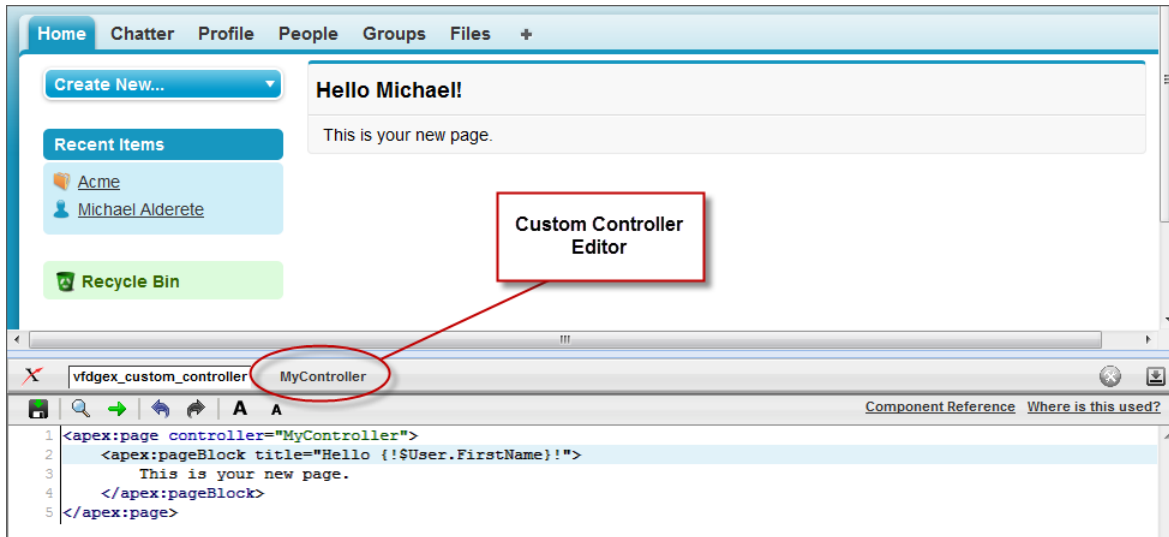 Home Chatter Profile People Groups Files +
Create New...
Hello Michael!
This is your new page.
Recent Items
Acme
Michael Alderete
Custom Controller
Editor
Recycle Bin
vfdgex_custom_controller MyController
A A Component Reference Where is this used?
1 <apex:page controller="MyController">
2 <apex:pageBlock title="Hello {!$User.FirstName}!">
3 This is your new page.
4 </apex:pageBlock>
5 </apex:page>